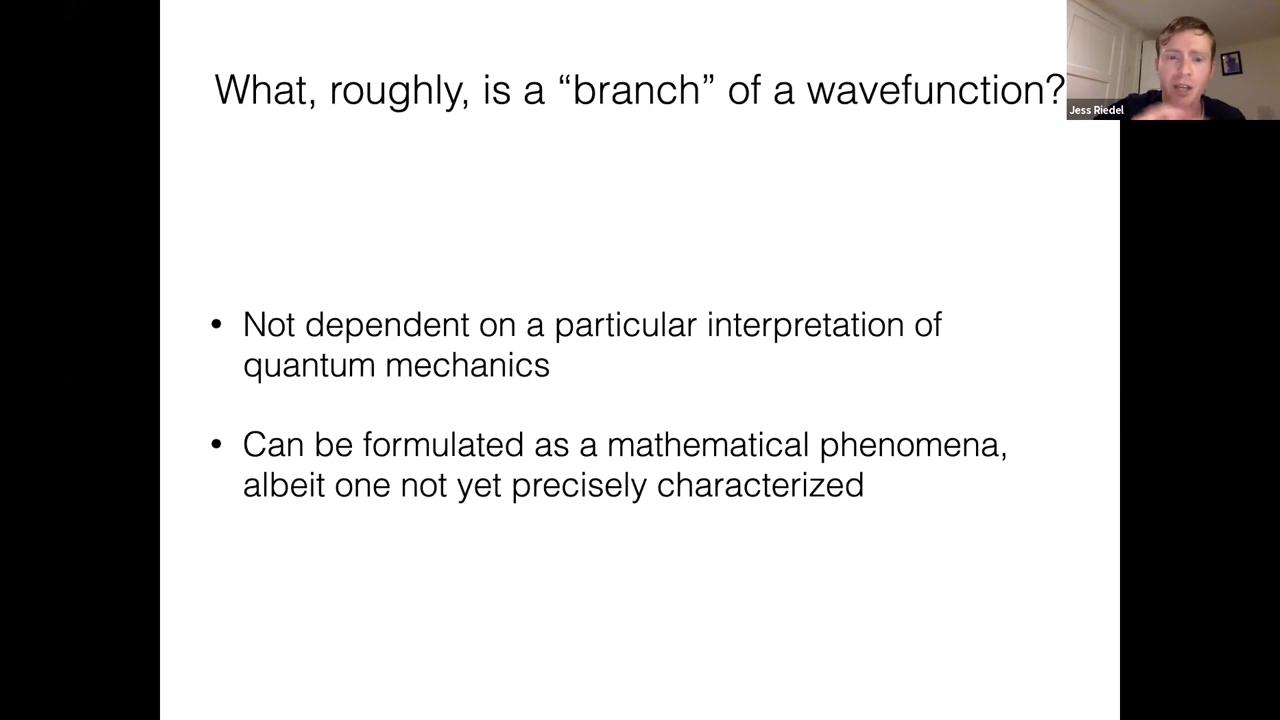 What, roughly, is a “branch” of a wavefunction?
Jess Riedel
• Not dependent on a particular interpretation of
quantum mechanics
• Can be formulated as a mathematical phenomena,
albeit one not yet precisely characterized